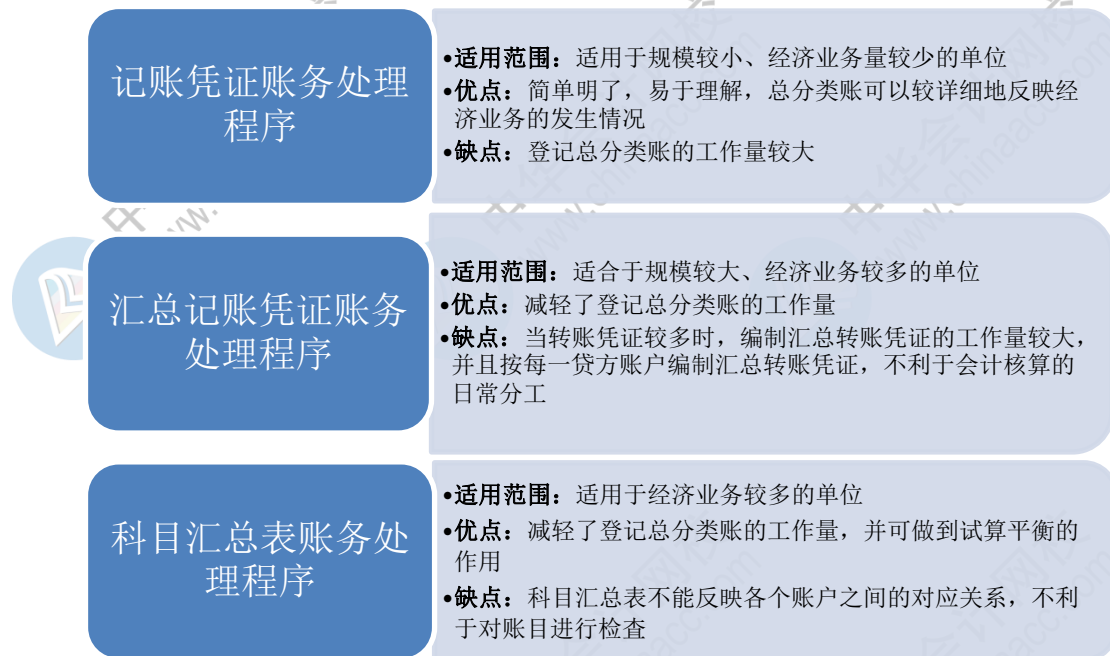 记账凭证账务处理
程序
•适用范围：适用于规模较小、经济业务量较少的单位
•优点：简单明了，易于理解，总分类账可以较详细地反映经
济业务的发生情况
•缺点：登记总分类账的工作量较大
汇总记账凭证账务
处理程序
•适用范围：适合于规模较大、经济业务较多的单位
•优点：减轻了登记总分类账的工作量
•缺点：当转账凭证较多时，编制汇总转账凭证的工作量较大，
并且按每一贷方账户编制汇总转账凭证，不利于会计核算的
日常分工
科目汇总表账务处
理程序
•适用范围：适用于经济业务较多的单位
•优点：减轻了登记总分类账的工作量，并可做到试算平衡的
作用
•缺点：科目汇总表不能反映各个账户之间的对应关系，不利
于对账目进行检查